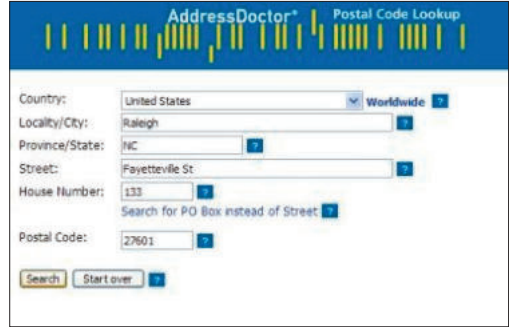 AddressDoctor® Postal Code Lookup
Country: United States Worldwide ?
Locality/City: Raleigh ?
Province/State: NC ?
Street: Fayetteville St ?
House Number: 133 ?
Search for PO Box instead of Street ?
Postal Code: 27601 ?
Search Start over ?